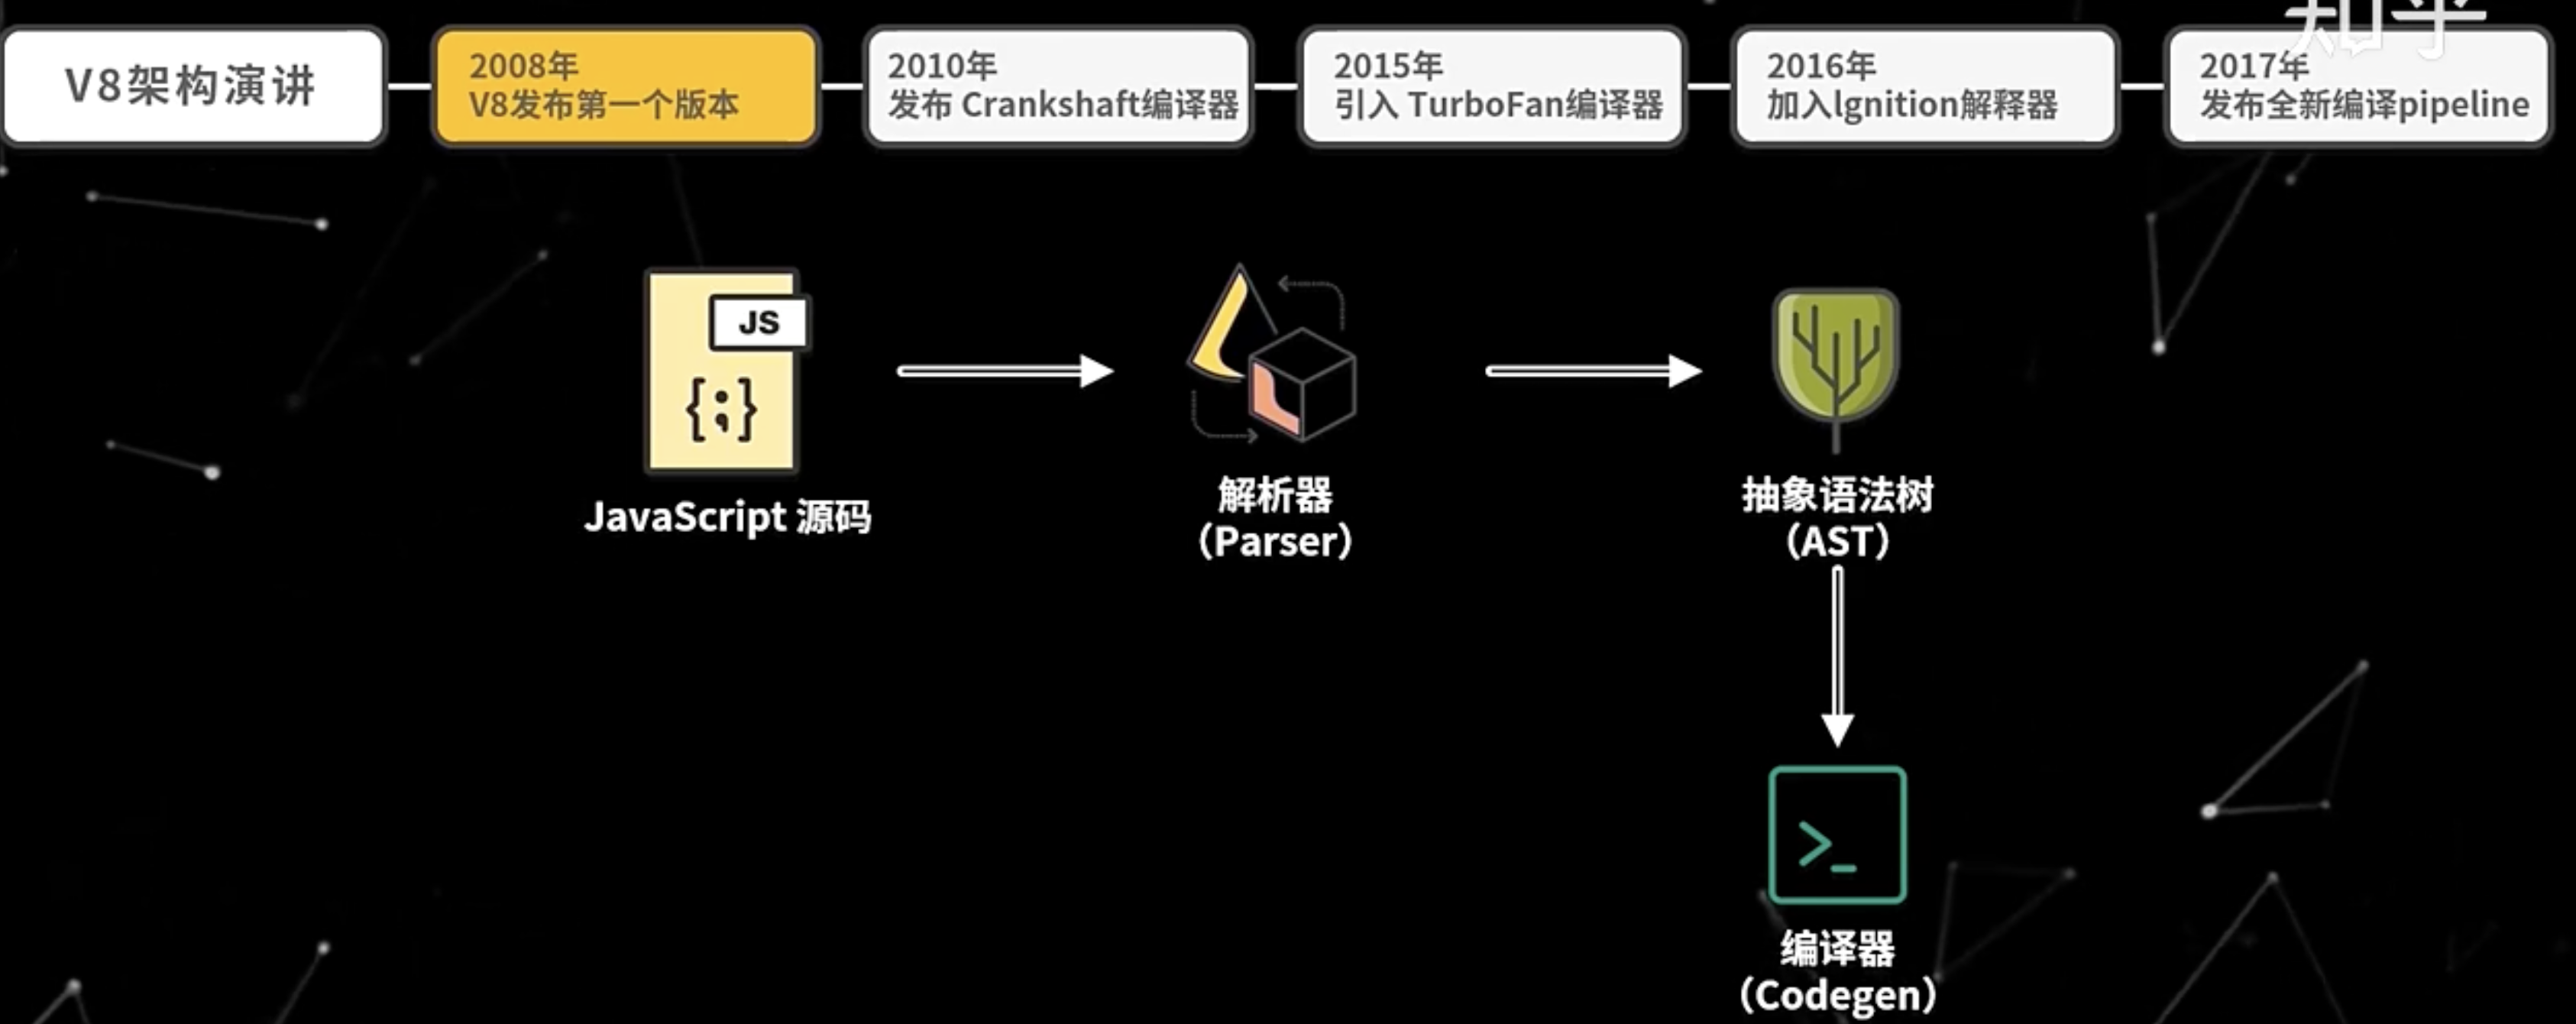 知乎
V8架构演讲
2008年
V8发布第一个版本
2010年
发布 Crankshaft编译器
2015年
引入 TurboFan编译器
2016年
加入lgnition解释器
2017年
发布全新编译pipeline
JS
{;}
JavaScript 源码
解析器
（Parser）
抽象语法树
（AST）
>_
编译器
（Codegen）